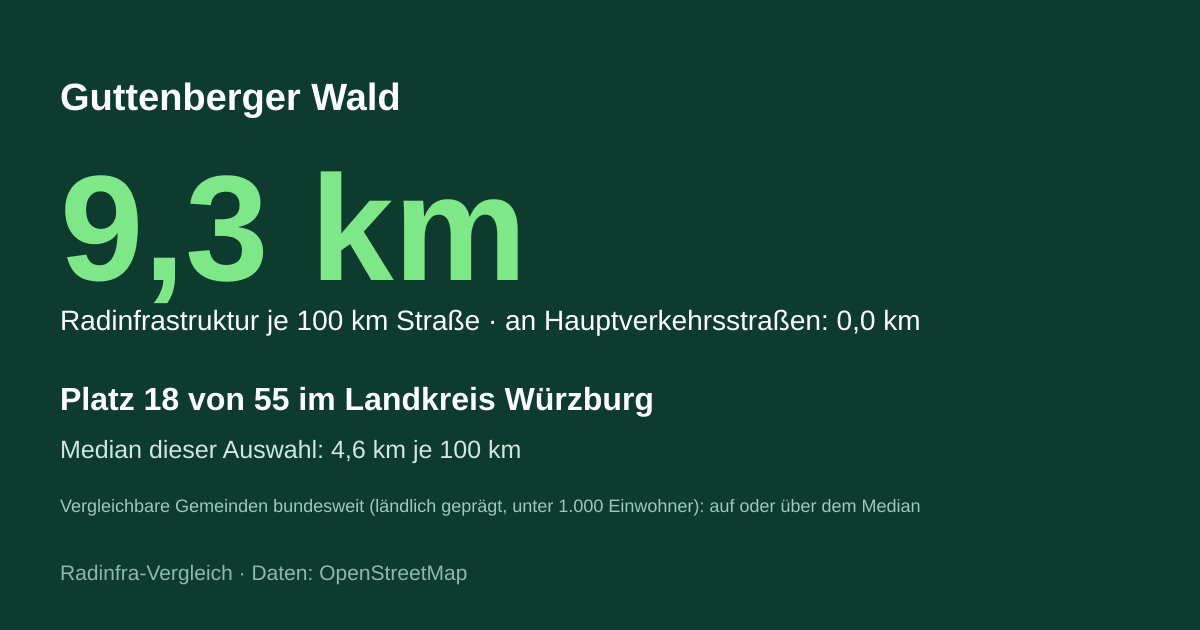 Guttenberger Wald
9,3 km
Radinfrastruktur je 100 km Straße · an Hauptverkehrsstraßen: 0,0 km
Platz 18 von 55 im Landkreis Würzburg
Median dieser Auswahl: 4,6 km je 100 km
Vergleichbare Gemeinden bundesweit (ländlich geprägt, unter 1.000 Einwohner): auf oder über dem Median
Radinfra-Vergleich · Daten: OpenStreetMap